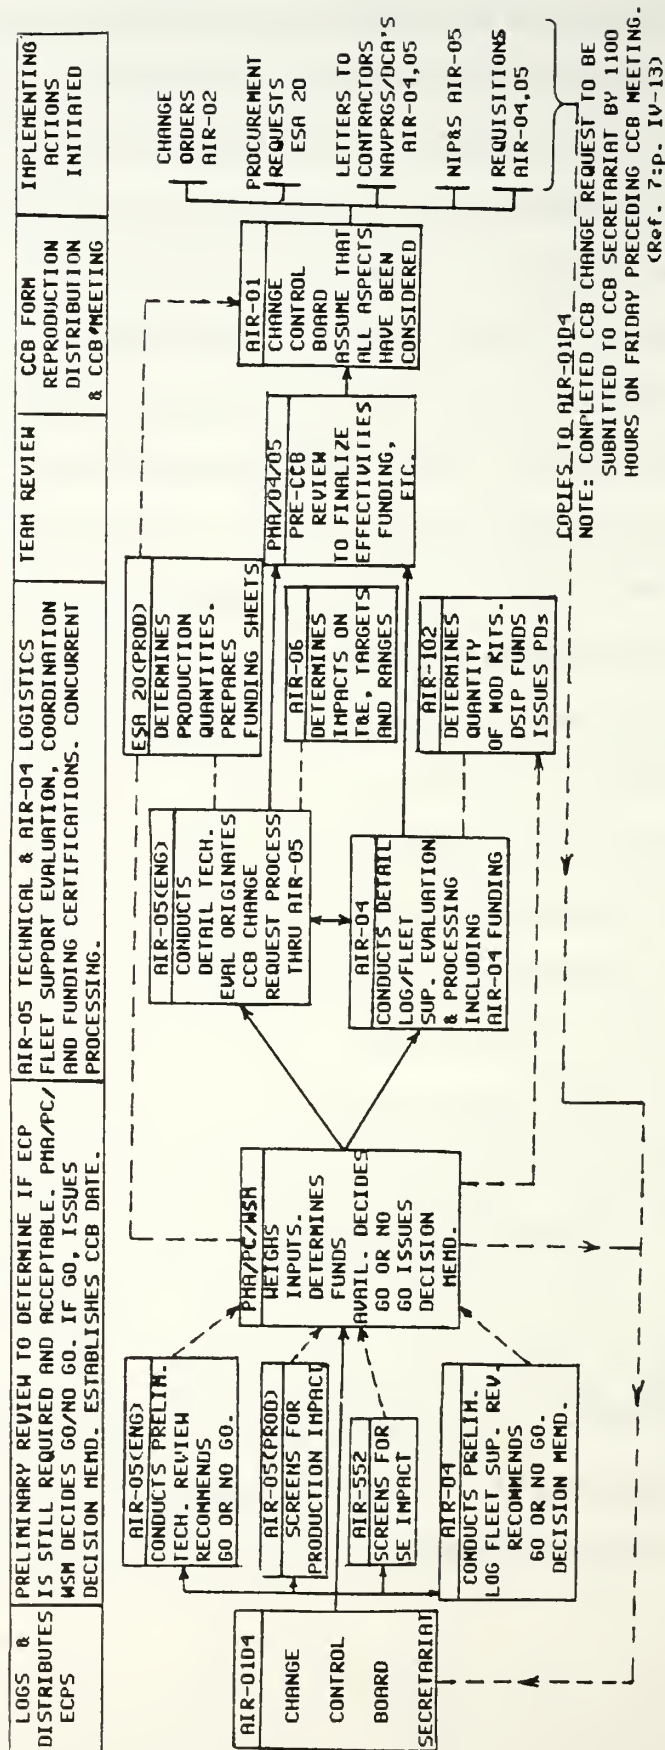 LOGS &
DISTRIBUTES
ECPS
PRELIMINARY REVIEW TO DETERMINE IF ECP
IS STILL REQUIRED AND ACCEPTABLE. PMA/PC/
WSM DECIDES GO/NO GO. IF GO, ISSUES
DECISION MEMD. ESTABLISHES CCB DATE.
AIR-05 TECHNICAL & AIR-04 LOGISTICS
FLEET SUPPORT EVALUATION, COORDINATION
AND FUNDING CERTIFICATIONS. CONCURRENT
PROCESSING.
TEAM REVIEW
CCB FORM
REPRODUCTION
DISTRIBUTION
& CCB/MEETING
IMPLEMENTING
ACTIONS
INITIATED
AIR-01D4
CHANGE
CONTROL
BOARD
SECRETARIAT
AIR-05(ENG)
CONDUCTS PRELIM.
TECH. REVIEW
RECOMMENDS
GO OR NO GO.
AIR-05(PROD)
SCREENS FOR
PRODUCTION IMPACT
AIR-552
SCREENS FOR
SE IMPACT
AIR-04
CONDUCTS PRELIM.
LOG FLEET SUP. REV.
RECOMMENDS
GO OR NO GO.
DECISION MEMD.
PMA/PC/WSM
WEIGHS
INPUTS.
DETERMINES
FUNDS
AVAIL. DECIDES
GO OR NO
GO ISSUES
DECISION
MEMD.
AIR-05(ENG)
CONDUCTS
DETAIL TECH.
EVAL ORIGINATES
CCB CHANGE
REQUEST PROCESS
THRU AIR-05
AIR-04
CONDUCTS DETAIL
LOG/FLEET
SUP. EVALUATION
& PROCESSING
INCLUDING
AIR-04 FUNDING
ESA 20(PROD)
DETERMINES
PRODUCTION
QUANTITIES.
PREPARES
FUNDING SHEETS
AIR-06
DETERMINES
IMPACTS ON
T&E, TARGETS
AND RANGES
AIR-102
DETERMINES
QUANTITY
OF MOD KITS.
DSIP FUNDS
ISSUES PDs
PMA/04/05
PRE-CCB
REVIEW
TO FINALIZE
EFFECTIVITIES
FUNDING,
ETC.
AIR-01
CHANGE
CONTROL
BOARD
ASSUME THAT
ALL ASPECTS
HAVE BEEN
CONSIDERED
CHANGE
ORDERS
AIR-02
PROCUREMENT
REQUESTS
ESA 20
LETTERS TO
CONTRACTORS
NAVPRGS/DCA'S
AIR-04,05
NIP&S AIR-05
REQUISITIONS
AIR-04,05
COPIES TO AIR-01D4
NOTE: CONPLETED CCB CHANGE REQUEST TO BE
SUBNITTED TO CCB SECRETARIAT BY 1100
HOURS ON FRIDAY PRECEDING CCB MEETING.
(Ref. 7:p. IV-13)